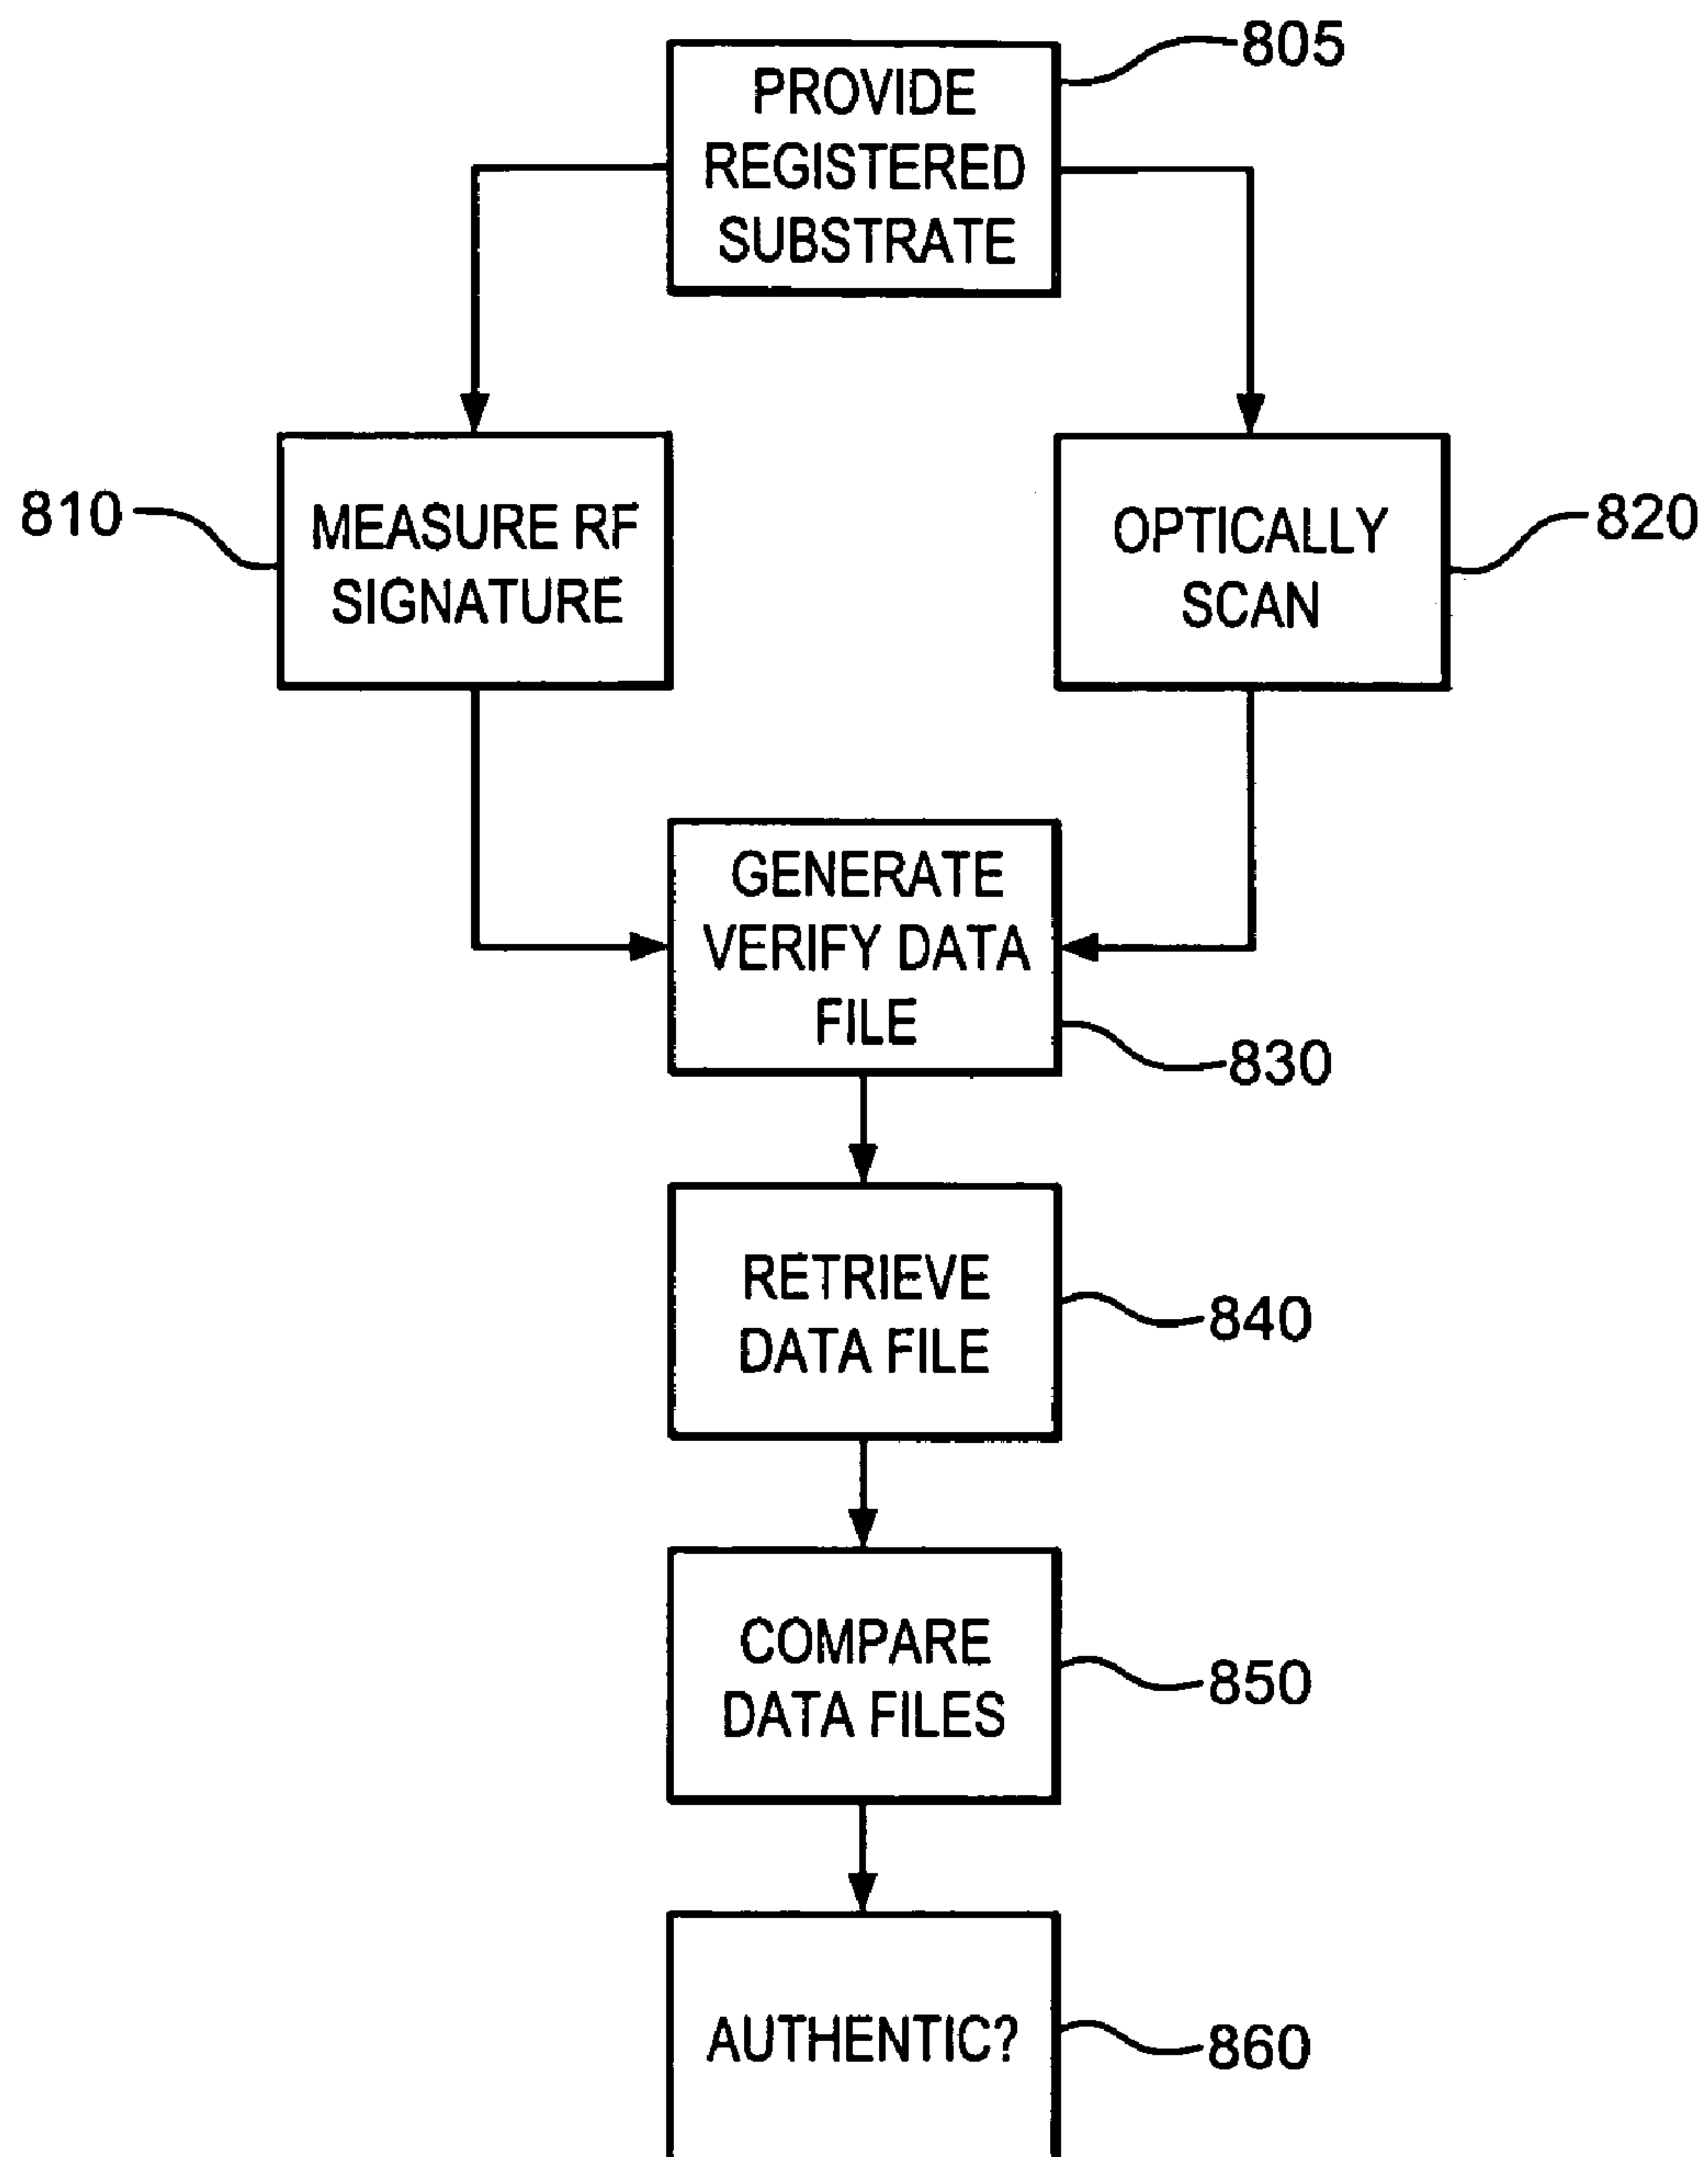 805
PROVIDE
REGISTERED
SUBSTRATE
810
MEASURE RF
SIGNATURE
OPTICALLY
SCAN
820
GENERATE
VERIFY DATA
FILE
830
RETRIEVE
DATA FILE
840
COMPARE
DATA FILES
850
AUTHENTIC?
860